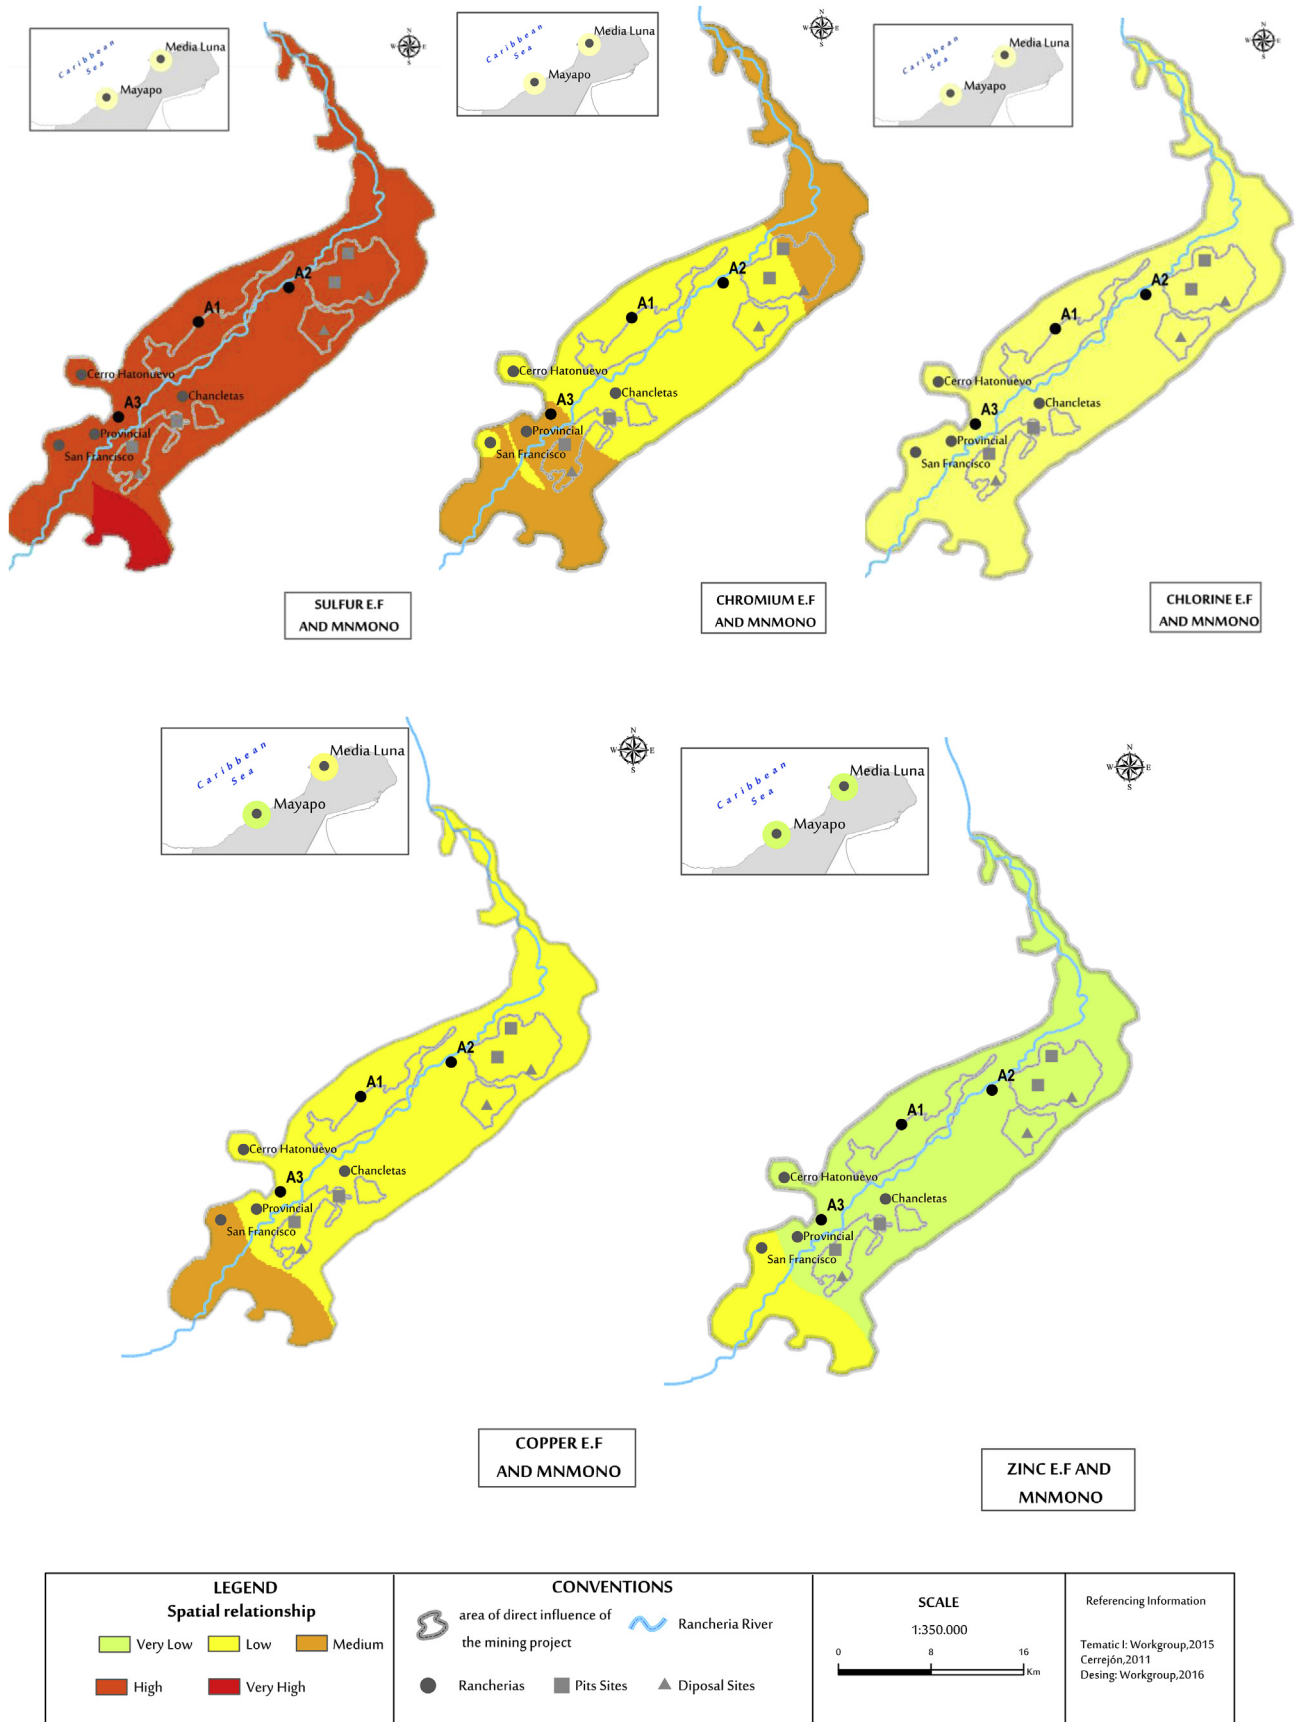 Caribbean
Sea
Media Luna
Mayapo
N
W E
S
A2
A1
Cerro Hatonuevo
Chancletas
A3
Provincial
San Francisco
SULFUR E.F
AND MNMONO
Caribbean
Sea
Media Luna
Mayapo
N
W E
S
A2
A1
Cerro Hatonuevo
Chancletas
A3
Provincial
San Francisco
CHROMIUM E.F
AND MNMONO
Caribbean
Sea
Media Luna
Mayapo
N
W E
S
A2
A1
Cerro Hatonuevo
Chancletas
A3
Provincial
San Francisco
CHLORINE E.F
AND MNMONO
Caribbean
Sea
Media Luna
Mayapo
N
W E
S
A2
A1
Cerro Hatonuevo
Chancletas
A3
Provincial
San Francisco
COPPER E.F
AND MNMONO
Caribbean
Sea
Media Luna
Mayapo
N
W E
S
A2
A1
Cerro Hatonuevo
Chancletas
A3
Provincial
San Francisco
ZINC E.F AND
MNMONO
LEGEND
Spatial relationship
Very Low Low Medium
High Very High
CONVENTIONS
area of direct influence of
the mining project
Rancheria River
Rancherias Pits Sites Diposal Sites
SCALE
1:350.000
0 8 16
Km
Referencing Information
Tematic I: Workgroup,2015
Cerrejón,2011
Desing: Workgroup,2016